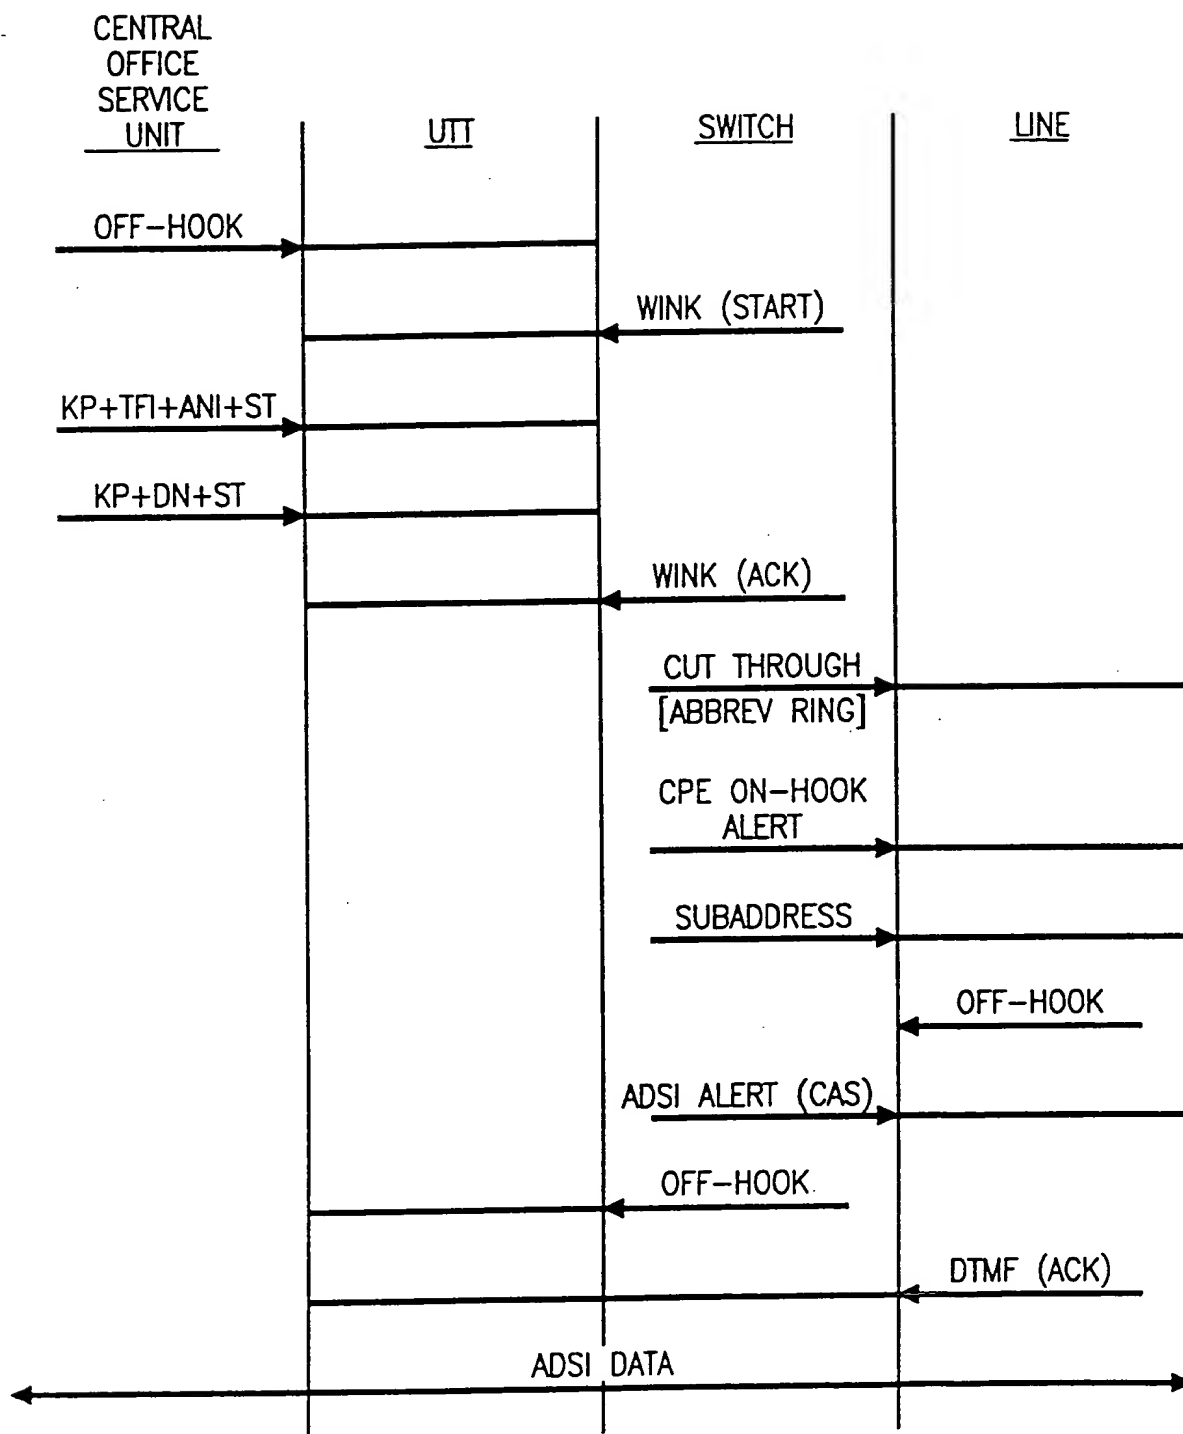 CENTRAL
OFFICE
SERVICE
UNIT
UTT
SWITCH
LINE
OFF-HOOK
WINK (START)
KP+TFI+ANI+ST
KP+DN+ST
WINK (ACK)
CUT THROUGH
[ABBREV RING]
CPE ON-HOOK
ALERT
SUBADDRESS
OFF-HOOK
ADSI ALERT (CAS)
OFF-HOOK
DTMF (ACK)
ADSI DATA